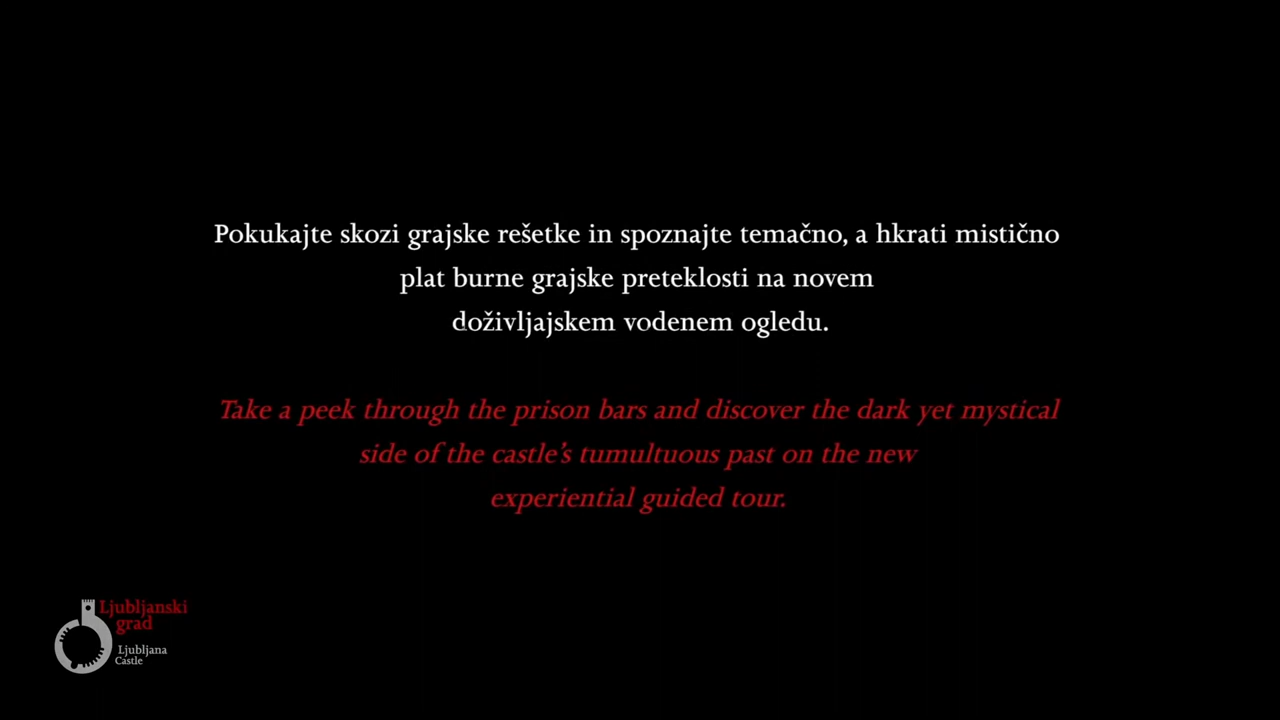 Pokukajte skozi grajske rešetke in spoznajte temačno, a hkrati mistično
plat burne grajske preteklosti na novem
doživljajskem vodenem ogledu.
Take a peek through the prison bars and discover the dark yet mystical
side of the castle’s tumultuous past on the new
experiential guided tour.
Ljubljanski
grad
Ljubljana
Castle